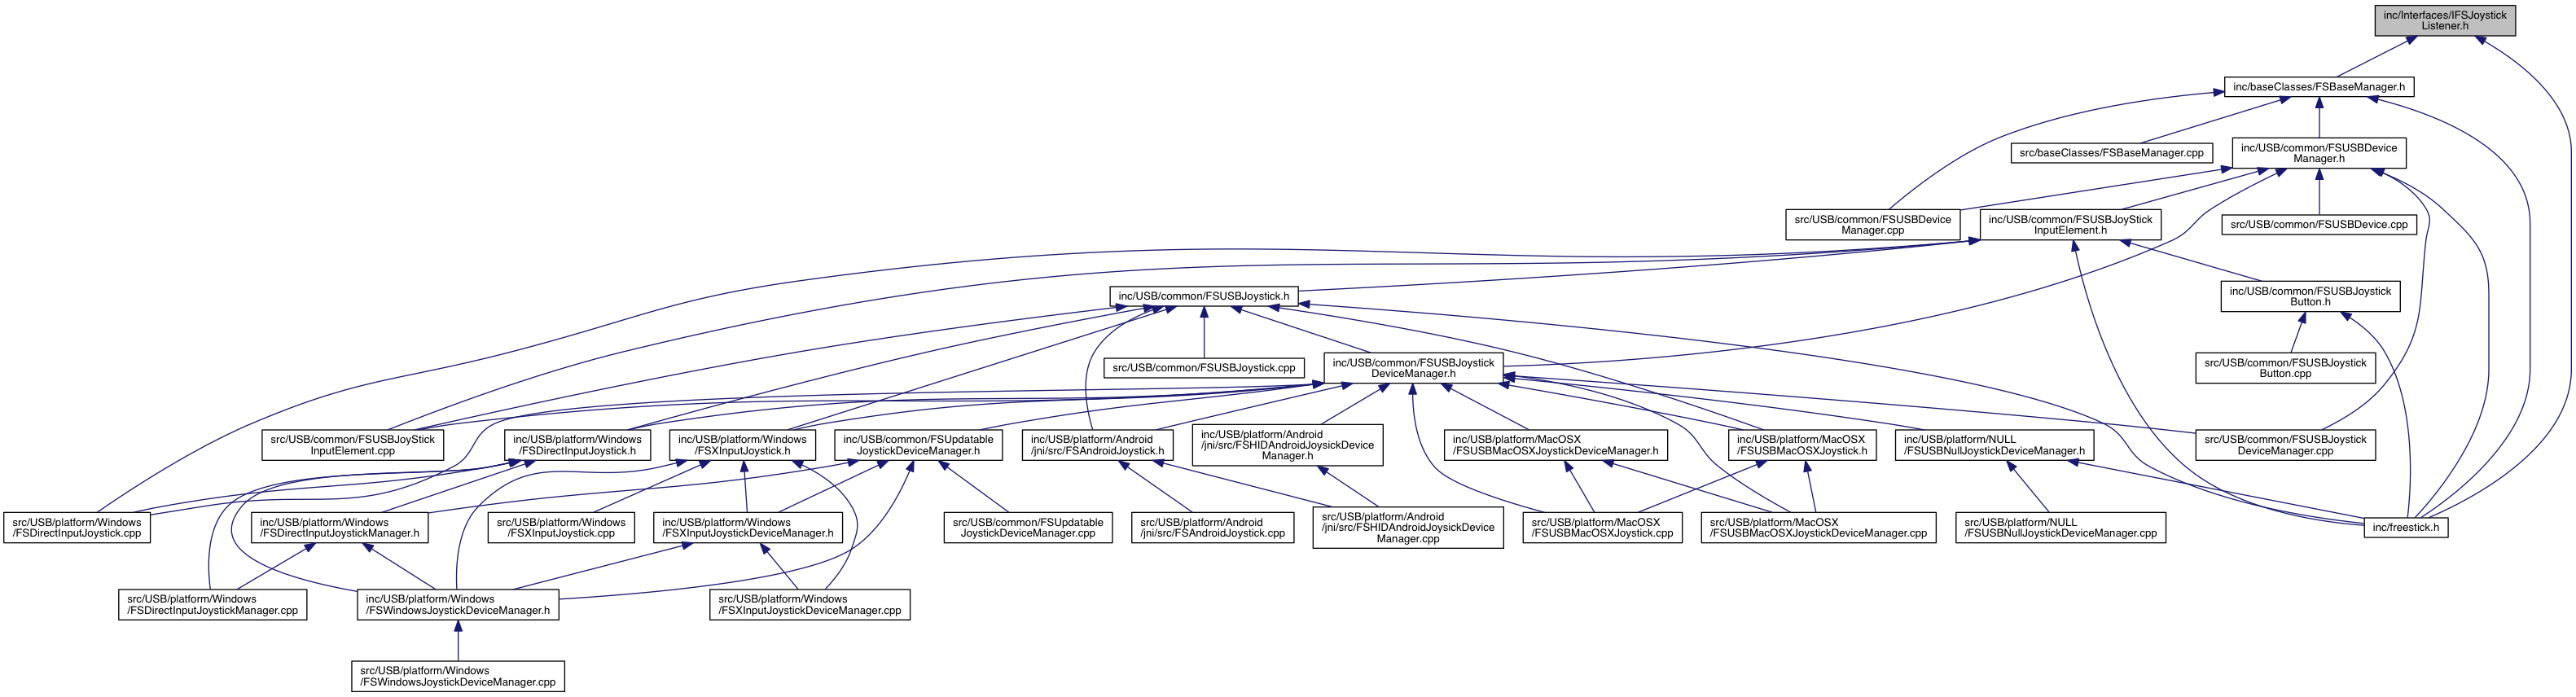 inc/Interfaces/IFSJoystick
Listener.h
inc/baseClasses/FSBaseManager.h
src/baseClasses/FSBaseManager.cpp
inc/USB/common/FSUSBDevice
Manager.h
src/USB/common/FSUSBDevice
Manager.cpp
inc/USB/common/FSUSBJoyStick
InputElement.h
src/USB/common/FSUSBDevice.cpp
inc/USB/common/FSUSBJoystick.h
inc/USB/common/FSUSBJoystick
Button.h
src/USB/common/FSUSBJoystick.cpp
inc/USB/common/FSUSBJoystick
DeviceManager.h
src/USB/common/FSUSBJoystick
Button.cpp
src/USB/common/FSUSBJoyStick
InputElement.cpp
inc/USB/platform/Windows
/FSDirectInputJoystick.h
inc/USB/platform/Windows
/FSXInputJoystick.h
inc/USB/common/FSUpdatable
JoystickDeviceManager.h
inc/USB/platform/Android
/jni/src/FSAndroidJoystick.h
inc/USB/platform/Android
/jni/src/FSHIDAndroidJoysickDevice
Manager.h
inc/USB/platform/MacOSX
/FSUSBMacOSXJoystickDeviceManager.h
inc/USB/platform/MacOSX
/FSUSBMacOSXJoystick.h
inc/USB/platform/NULL
/FSUSBNullJoystickDeviceManager.h
src/USB/common/FSUSBJoystick
DeviceManager.cpp
src/USB/platform/Windows
/FSDirectInputJoystick.cpp
inc/USB/platform/Windows
/FSDirectInputJoystickManager.h
src/USB/platform/Windows
/FSXInputJoystick.cpp
inc/USB/platform/Windows
/FSXInputJoystickDeviceManager.h
src/USB/common/FSUpdatable
JoystickDeviceManager.cpp
src/USB/platform/Android
/jni/src/FSAndroidJoystick.cpp
src/USB/platform/Android
/jni/src/FSHIDAndroidJoysickDevice
Manager.cpp
src/USB/platform/MacOSX
/FSUSBMacOSXJoystick.cpp
src/USB/platform/MacOSX
/FSUSBMacOSXJoystickDeviceManager.cpp
src/USB/platform/NULL
/FSUSBNullJoystickDeviceManager.cpp
inc/freestick.h
src/USB/platform/Windows
/FSDirectInputJoystickManager.cpp
inc/USB/platform/Windows
/FSWindowsJoystickDeviceManager.h
src/USB/platform/Windows
/FSXInputJoystickDeviceManager.cpp
src/USB/platform/Windows
/FSWindowsJoystickDeviceManager.cpp